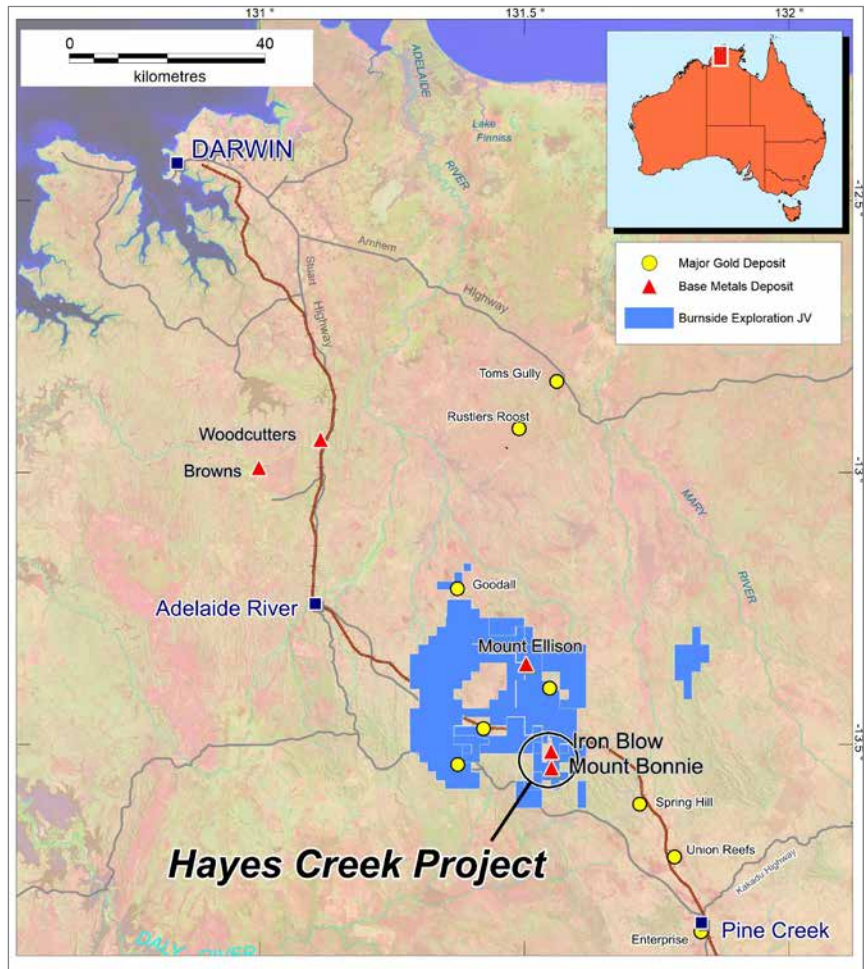 131°
131.5°
132°
0
40
kilometres
ADELAIDE
RIVER
Lake
Finniss
DARWIN
12.5
Arnhem
Highway
Stuart
Highway
Major Gold Deposit
Base Metals Deposit
Burnside Exploration JV
Toms Gully
Rustlers Roost
Woodcutters
Browns
13°
MARY
RIVER
Goodall
Adelaide River
Mount Ellison
Iron Blow
13.5°
Mount Bonnie
Spring Hill
Hayes Creek Project
Union Reefs
Kakadu Highway
Pine Creek
Enterprise
DALY RIVER